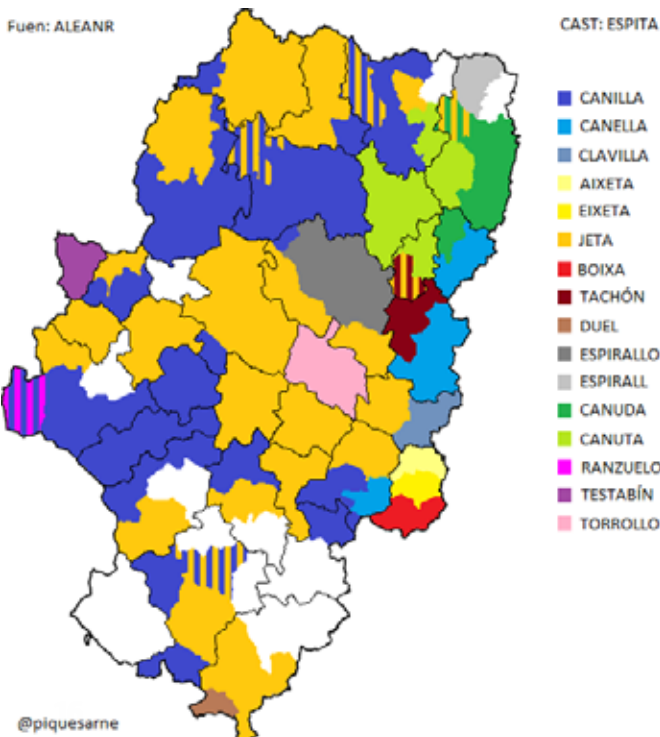 Fuen: ALEANR
CAST: ESPITA
CANILLA
CANELLA
CLAVILLA
AIXETA
EIXETA
JETA
BOIXA
TACHÓN
DUEL
ESPIRALLO
ESPIRALL
CANUDA
CANUTA
RANZUELO
TESTABÍN
TORROLLO
@piquesarne